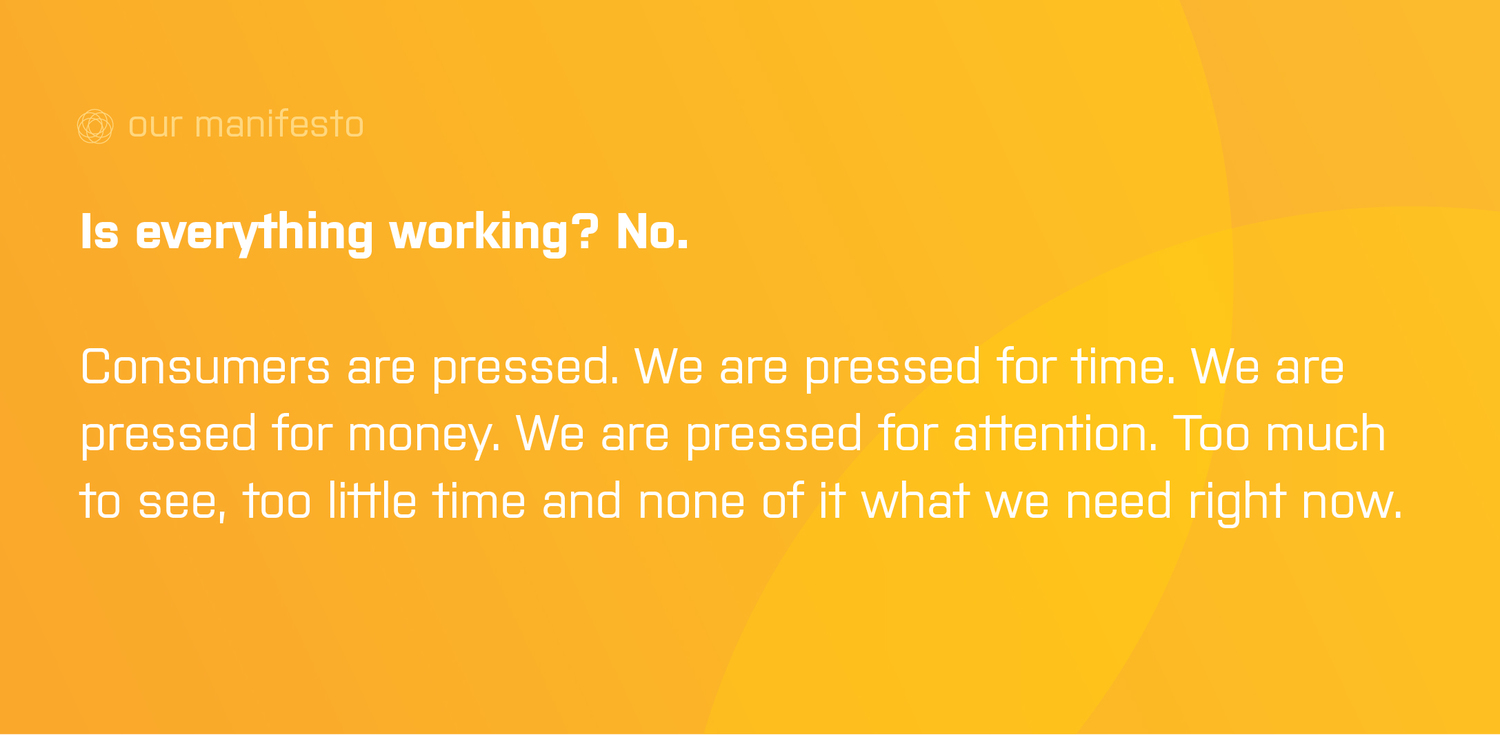 our manifesto
Is everything working? No.
Consumers are pressed. We are pressed for time. We are
pressed for money. We are pressed for attention. Too much
to see, too little time and none of it what we need right now.